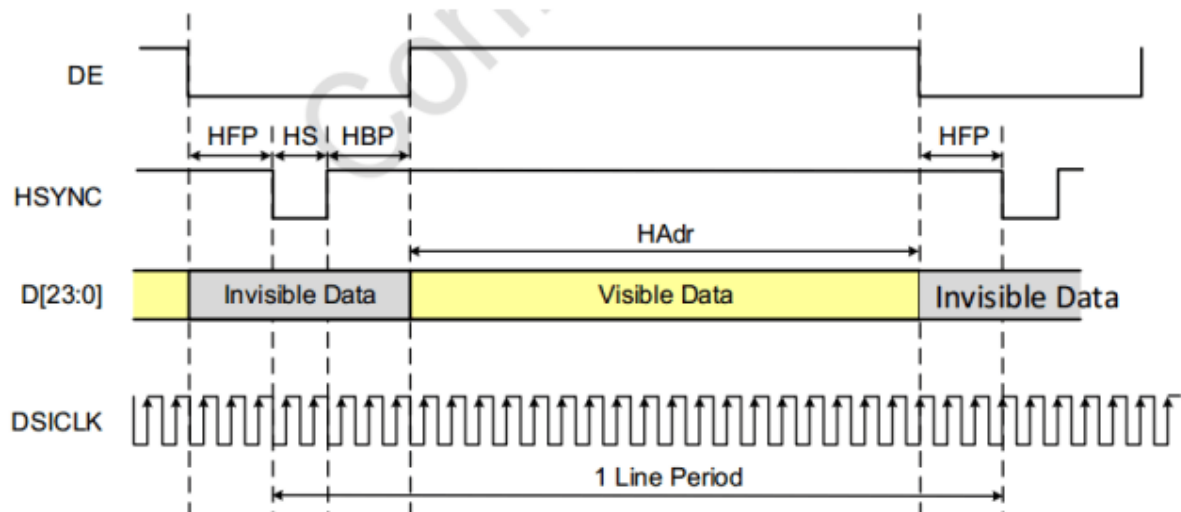 Con
DE
HFP HS HBP HFP
HSYNC
HAdr
D[23:0] Invisible Data Visible Data Invisible Data
DSICLK
1 Line Period